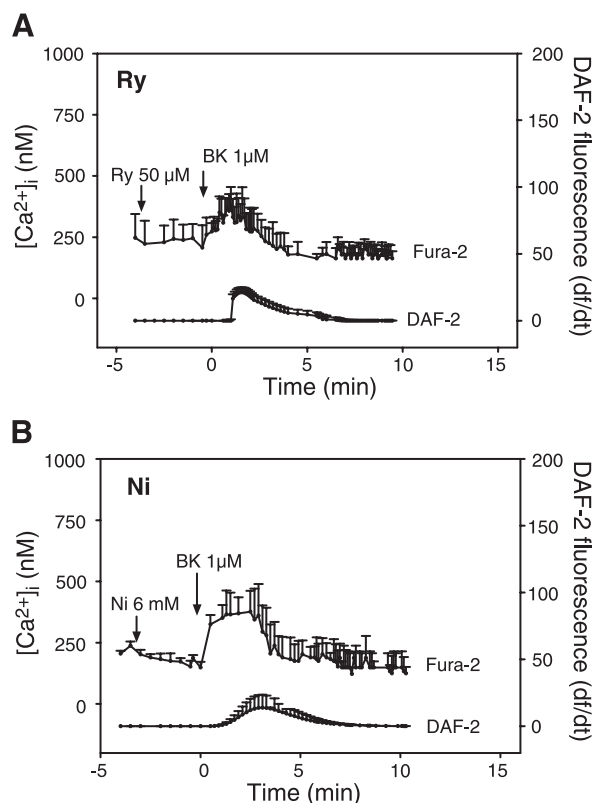 A
Ry
1000
750
500
250
0
[Ca²⁺]ᵢ (nM)
Ry 50 µM
BK 1µM
Fura-2
DAF-2
200
150
100
50
0
DAF-2 fluorescence (df/dt)
-5 0 5 10 15
Time (min)
B
Ni
1000
750
500
250
0
[Ca²⁺]ᵢ (nM)
Ni 6 mM
BK 1µM
Fura-2
DAF-2
200
150
100
50
0
DAF-2 fluorescence (df/dt)
-5 0 5 10 15
Time (min)